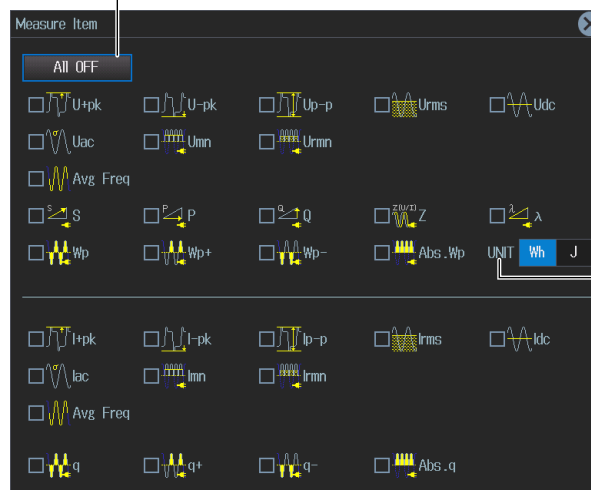 Measure Item
All OFF
U+pk U-pk Up-p Urms Udc
Uac Umn Urmn
Avg Freq
S S P P Q Q Z(U/I) Z λ λ
Wp Wp+ Wp- Abs.Wp UNIT Wh J
I+pk I-pk Ip-p Irms Idc
Iac Imn Irmn
Avg Freq
q q+ q- Abs.q